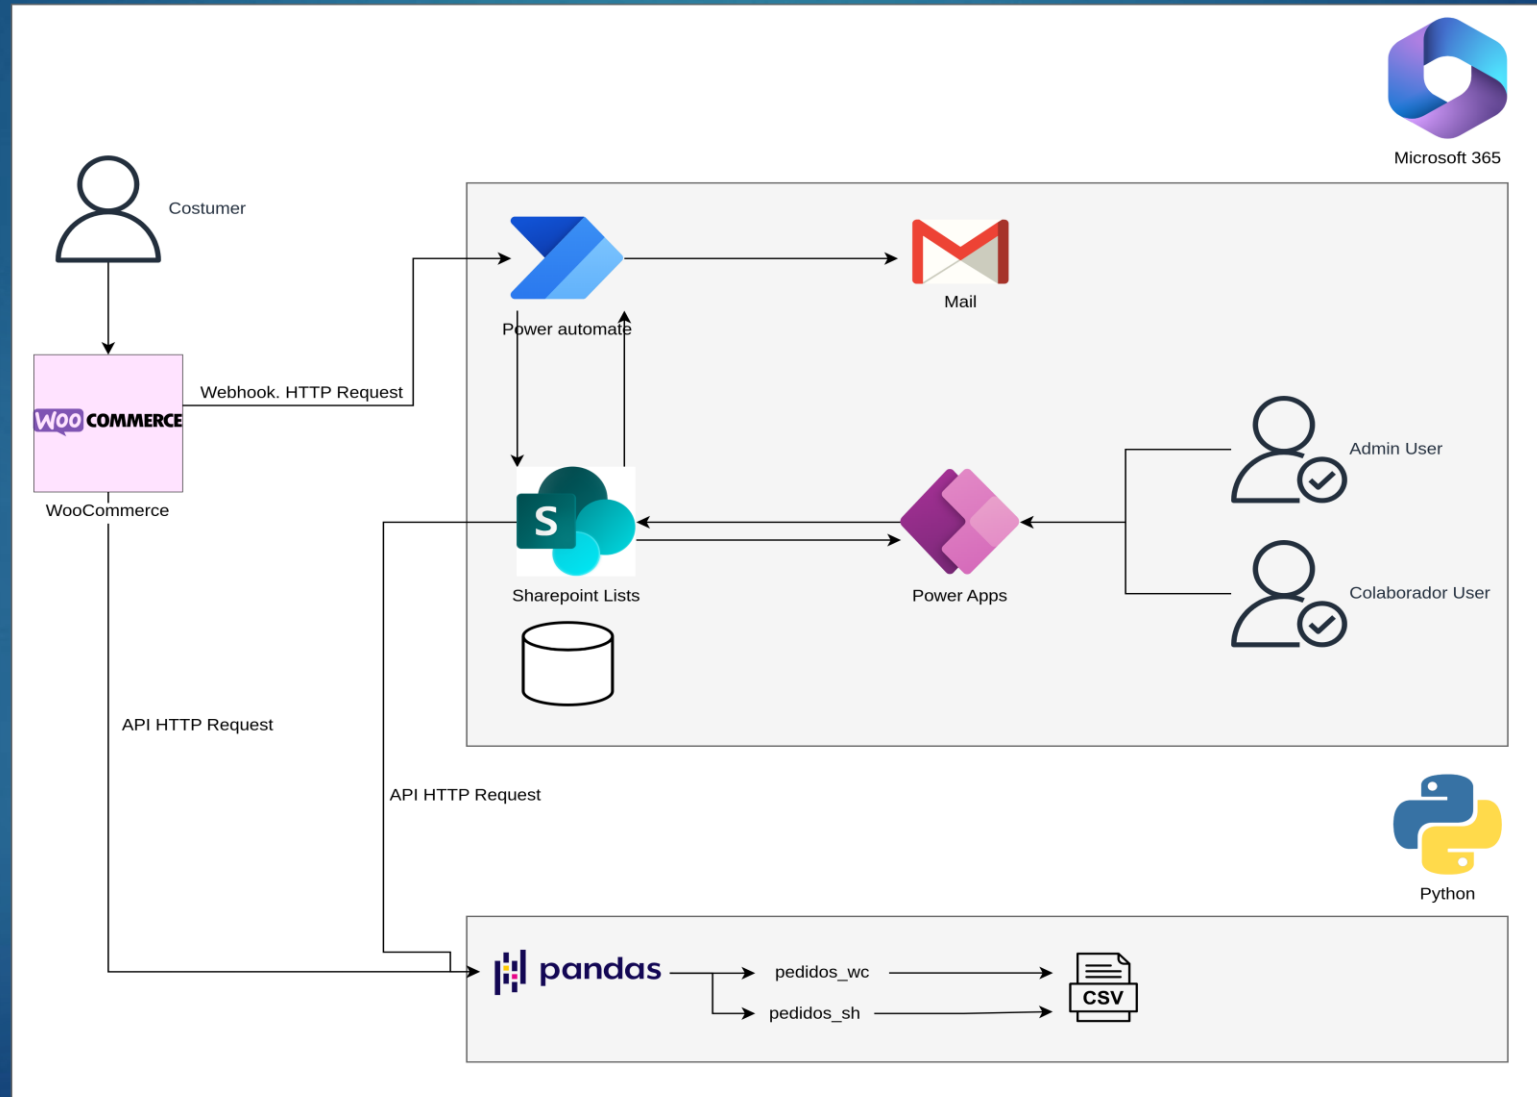 Microsoft 365
Costumer
Power automate
Mail
Webhook. HTTP Request
WOO COMMERCE
WooCommerce
Admin User
S
Sharepoint Lists
Power Apps
Colaborador User
API HTTP Request
API HTTP Request
Python
pandas
pedidos_wc
pedidos_sh
CSV